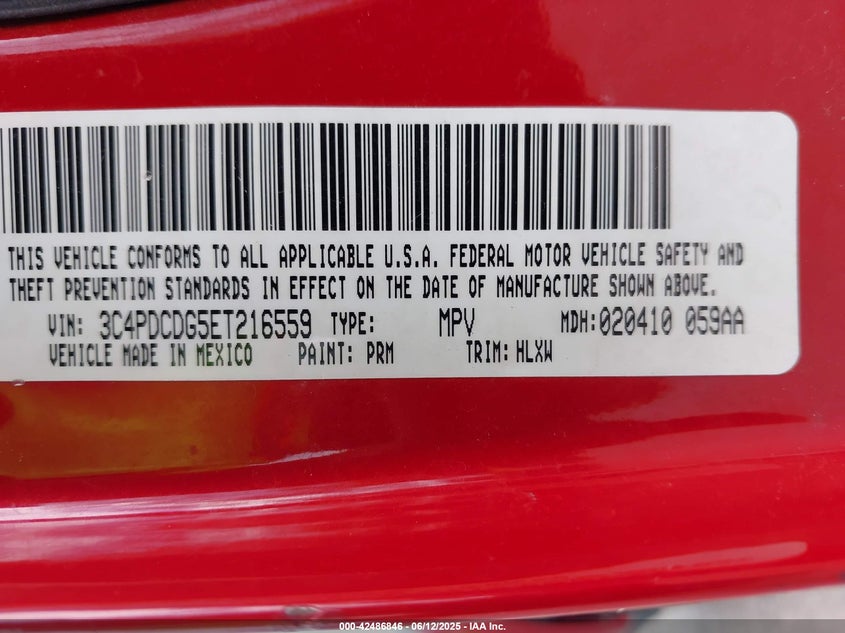 THIS VEHICLE CONFORMS TO ALL APPLICABLE U.S.A. FEDERAL MOTOR VEHICLE SAFETY AND
THEFT PREVENTION STANDARDS IN EFFECT ON THE DATE OF MANUFACTURE SHOWN ABOVE.
VIN: 3C4PDCDG5ET216559 TYPE: MPV MDH:020410 059AA
VEHICLE MADE IN MEXICO PAINT: PRM TRIM: HLXW
000-42486846 - 06/12/2025 - IAA Inc.